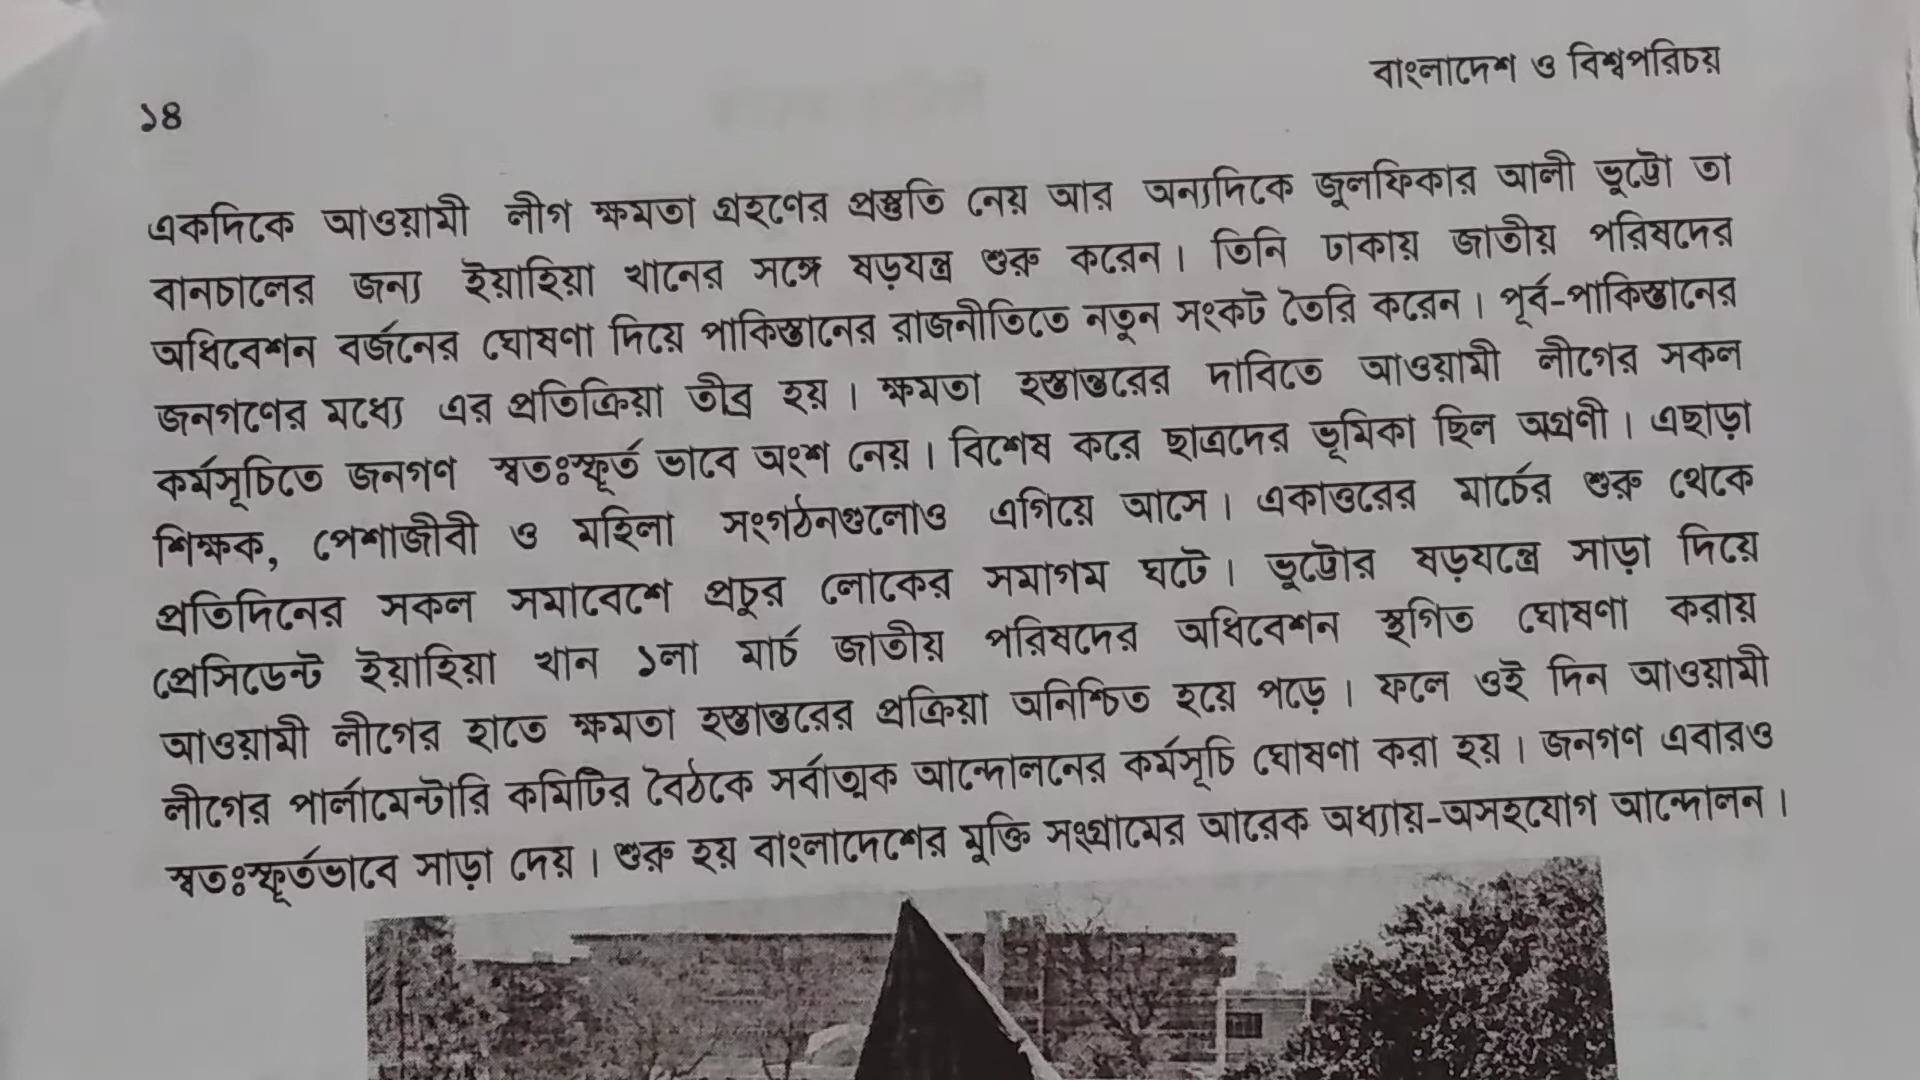 বাংলাদেশ ও বিশ্বপরিচয়
১৪
একদিকে আওয়ামী লীগ ক্ষমতা গ্রহণের প্রস্তুতি নেয় আর অন্যদিকে জুলফিকার আলী ভুট্টো তা
বানচালের জন্য ইয়াহিয়া খানের সঙ্গে ষড়যন্ত্র শুরু করেন। তিনি ঢাকায় জাতীয় পরিষদের
অধিবেশন বর্জনের ঘোষণা দিয়ে পাকিস্তানের রাজনীতিতে নতুন সংকট তৈরি করেন। পূর্ব-পাকিস্তানের
জনগণের মধ্যে এর প্রতিক্রিয়া তীব্র হয়। ক্ষমতা হস্তান্তরের দাবিতে আওয়ামী লীগের সকল
কর্মসূচিতে জনগণ স্বতঃস্ফূর্ত ভাবে অংশ নেয়। বিশেষ করে ছাত্রদের ভূমিকা ছিল অগ্রণী। এছাড়া
শিক্ষক, পেশাজীবী ও মহিলা সংগঠনগুলোও এগিয়ে আসে। একাত্তরের মার্চের শুরু থেকে
প্রতিদিনের সকল সমাবেশে প্রচুর লোকের সমাগম ঘটে। ভুট্টোর ষড়যন্ত্রে সাড়া দিয়ে
প্রেসিডেন্ট ইয়াহিয়া খান ১লা মার্চ জাতীয় পরিষদের অধিবেশন স্থগিত ঘোষণা করায়
আওয়ামী লীগের হাতে ক্ষমতা হস্তান্তরের প্রক্রিয়া অনিশ্চিত হয়ে পড়ে। ফলে ওই দিন আওয়ামী
লীগের পার্লামেন্টারি কমিটির বৈঠকে সর্বাত্মক আন্দোলনের কর্মসূচি ঘোষণা করা হয়। জনগণ এবারও
স্বতঃস্ফূর্তভাবে সাড়া দেয়। শুরু হয় বাংলাদেশের মুক্তি সংগ্রামের আরেক অধ্যায়-অসহযোগ আন্দোলন।